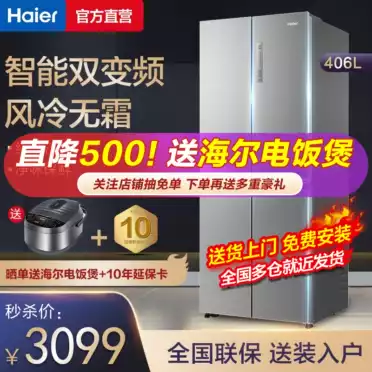 Haier 官方直营
Haier
406L
智能双变频
风冷无霜
直降500! 送海尔电饭煲
关注店铺抽免单 下单再送多重豪礼
送
+
10
送货上门 免费安装
全国多仓就近发货
晒单送海尔电饭煲+10年延保卡
秒杀价:
¥3099
全国联保 送装入户